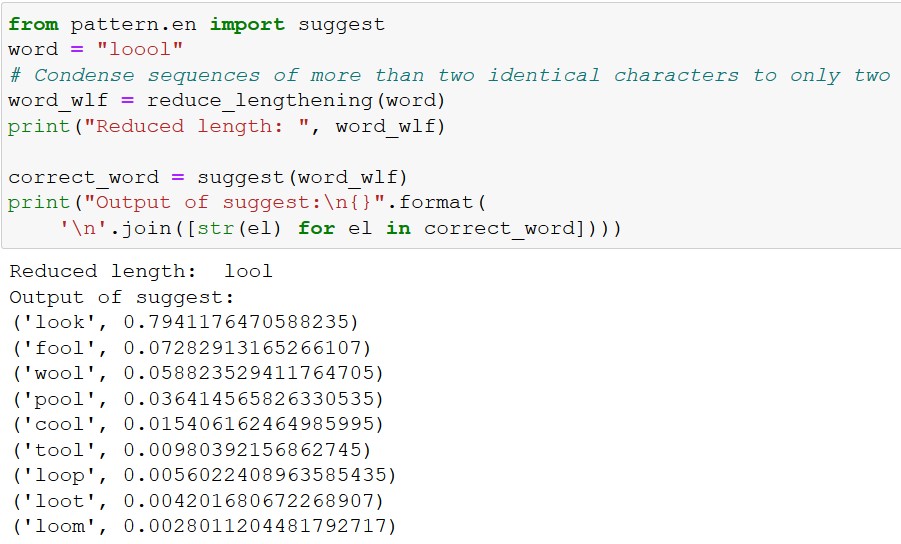 from pattern.en import suggest
word = "loool"
# Condense sequences of more than two identical characters to only two
word_wlf = reduce_lengthening(word)
print("Reduced length: ", word_wlf)
correct_word = suggest(word_wlf)
print("Output of suggest:\n{}".format(
    '\n'.join([str(el) for el in correct_word])))
Reduced length:  lool
Output of suggest:
('look', 0.7941176470588235)
('fool', 0.07282913165266107)
('wool', 0.058823529411764705)
('pool', 0.036414565826330535)
('cool', 0.015406162464985995)
('tool', 0.00980392156862745)
('loop', 0.0056022408963585435)
('loot', 0.004201680672268907)
('loom', 0.0028011204481792717)